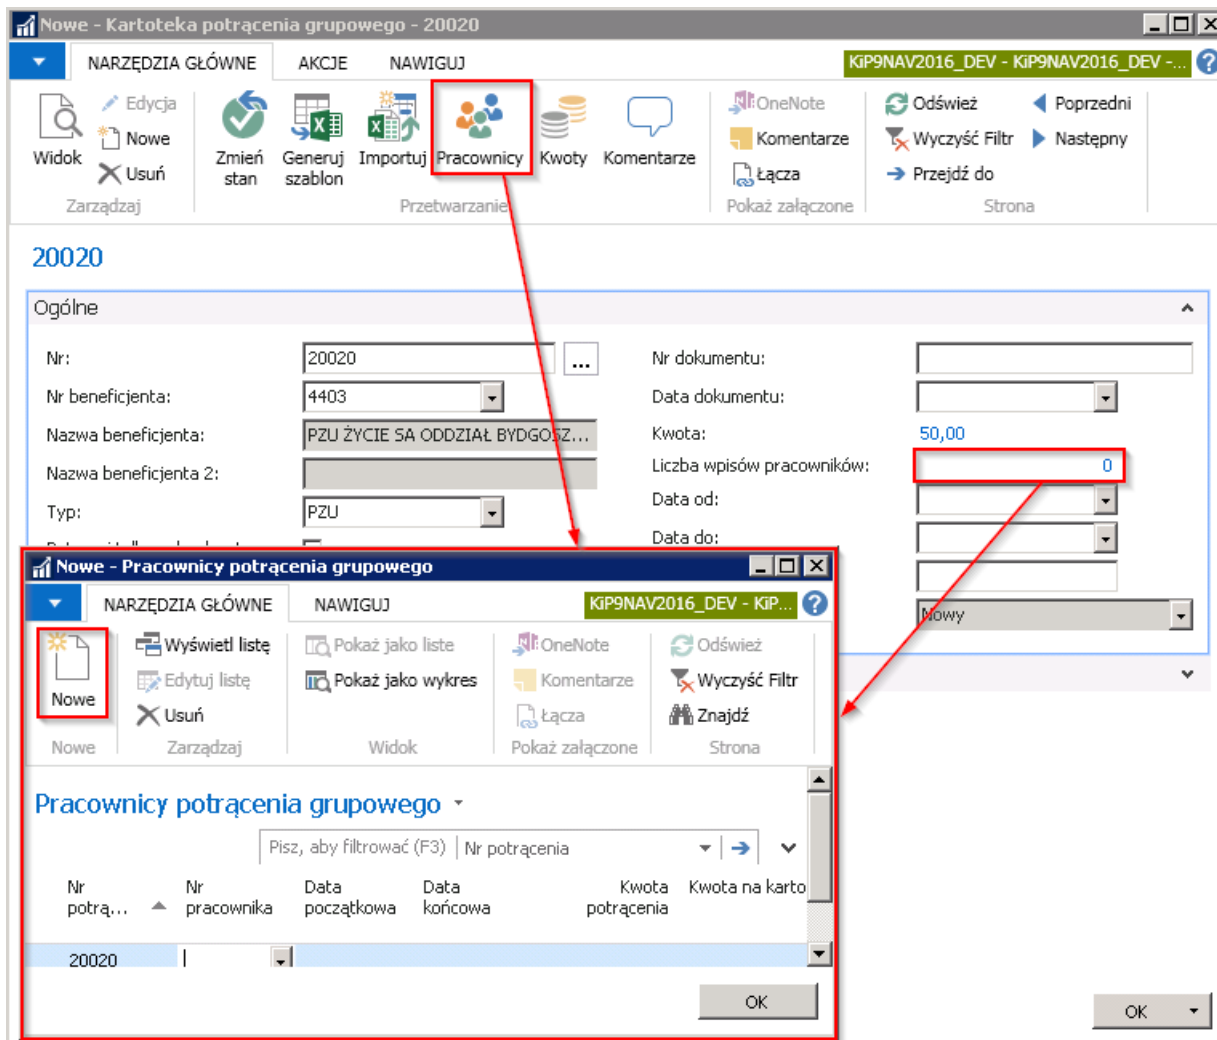 Nowe - Kartoteka potrącenia grupowego - 20020
NARZĘDZIA GŁÓWNE
AKCJE
NAWIGUJ
KiP9NAV2016_DEV - KiP9NAV2016_DEV -...
Widok
Edycja
Nowe
Usuń
Zarządzaj
Zmień stan
Generuj szablon
Importuj
Pracownicy
Kwoty
Komentarze
Przetwarzanie
OneNote
Komentarze
Łącza
Pokaż załączone
Odśwież
Wyczyść Filtr
Przejdź do
Poprzedni
Następny
Strona
20020
Ogólne
Nr:
20020
...
Nr beneficjenta:
4403
Nazwa beneficjenta:
PZU ŻYCIE SA ODDZIAŁ BYDGOSZ...
Nazwa beneficjenta 2:
Typ:
PZU
Nr dokumentu:
Data dokumentu:
Kwota:
50,00
Liczba wpisów pracowników:
0
Data od:
Data do:
Nowy
Nowe - Pracownicy potrącenia grupowego
NARZĘDZIA GŁÓWNE
NAWIGUJ
KiP9NAV2016_DEV - KiP...
Nowe
Nowe
Wyświetl listę
Edytuj listę
Usuń
Zarządzaj
Pokaż jako liste
Pokaż jako wykres
Widok
OneNote
Komentarze
Łącza
Pokaż załączone
Odśwież
Wyczyść Filtr
Znajdź
Strona
Pracownicy potrącenia grupowego
Pisz, aby filtrować (F3)
Nr potrącenia
Nr potrą...
Nr pracownika
Data początkowa
Data końcowa
Kwota potrącenia
Kwota na karto
20020
OK
OK